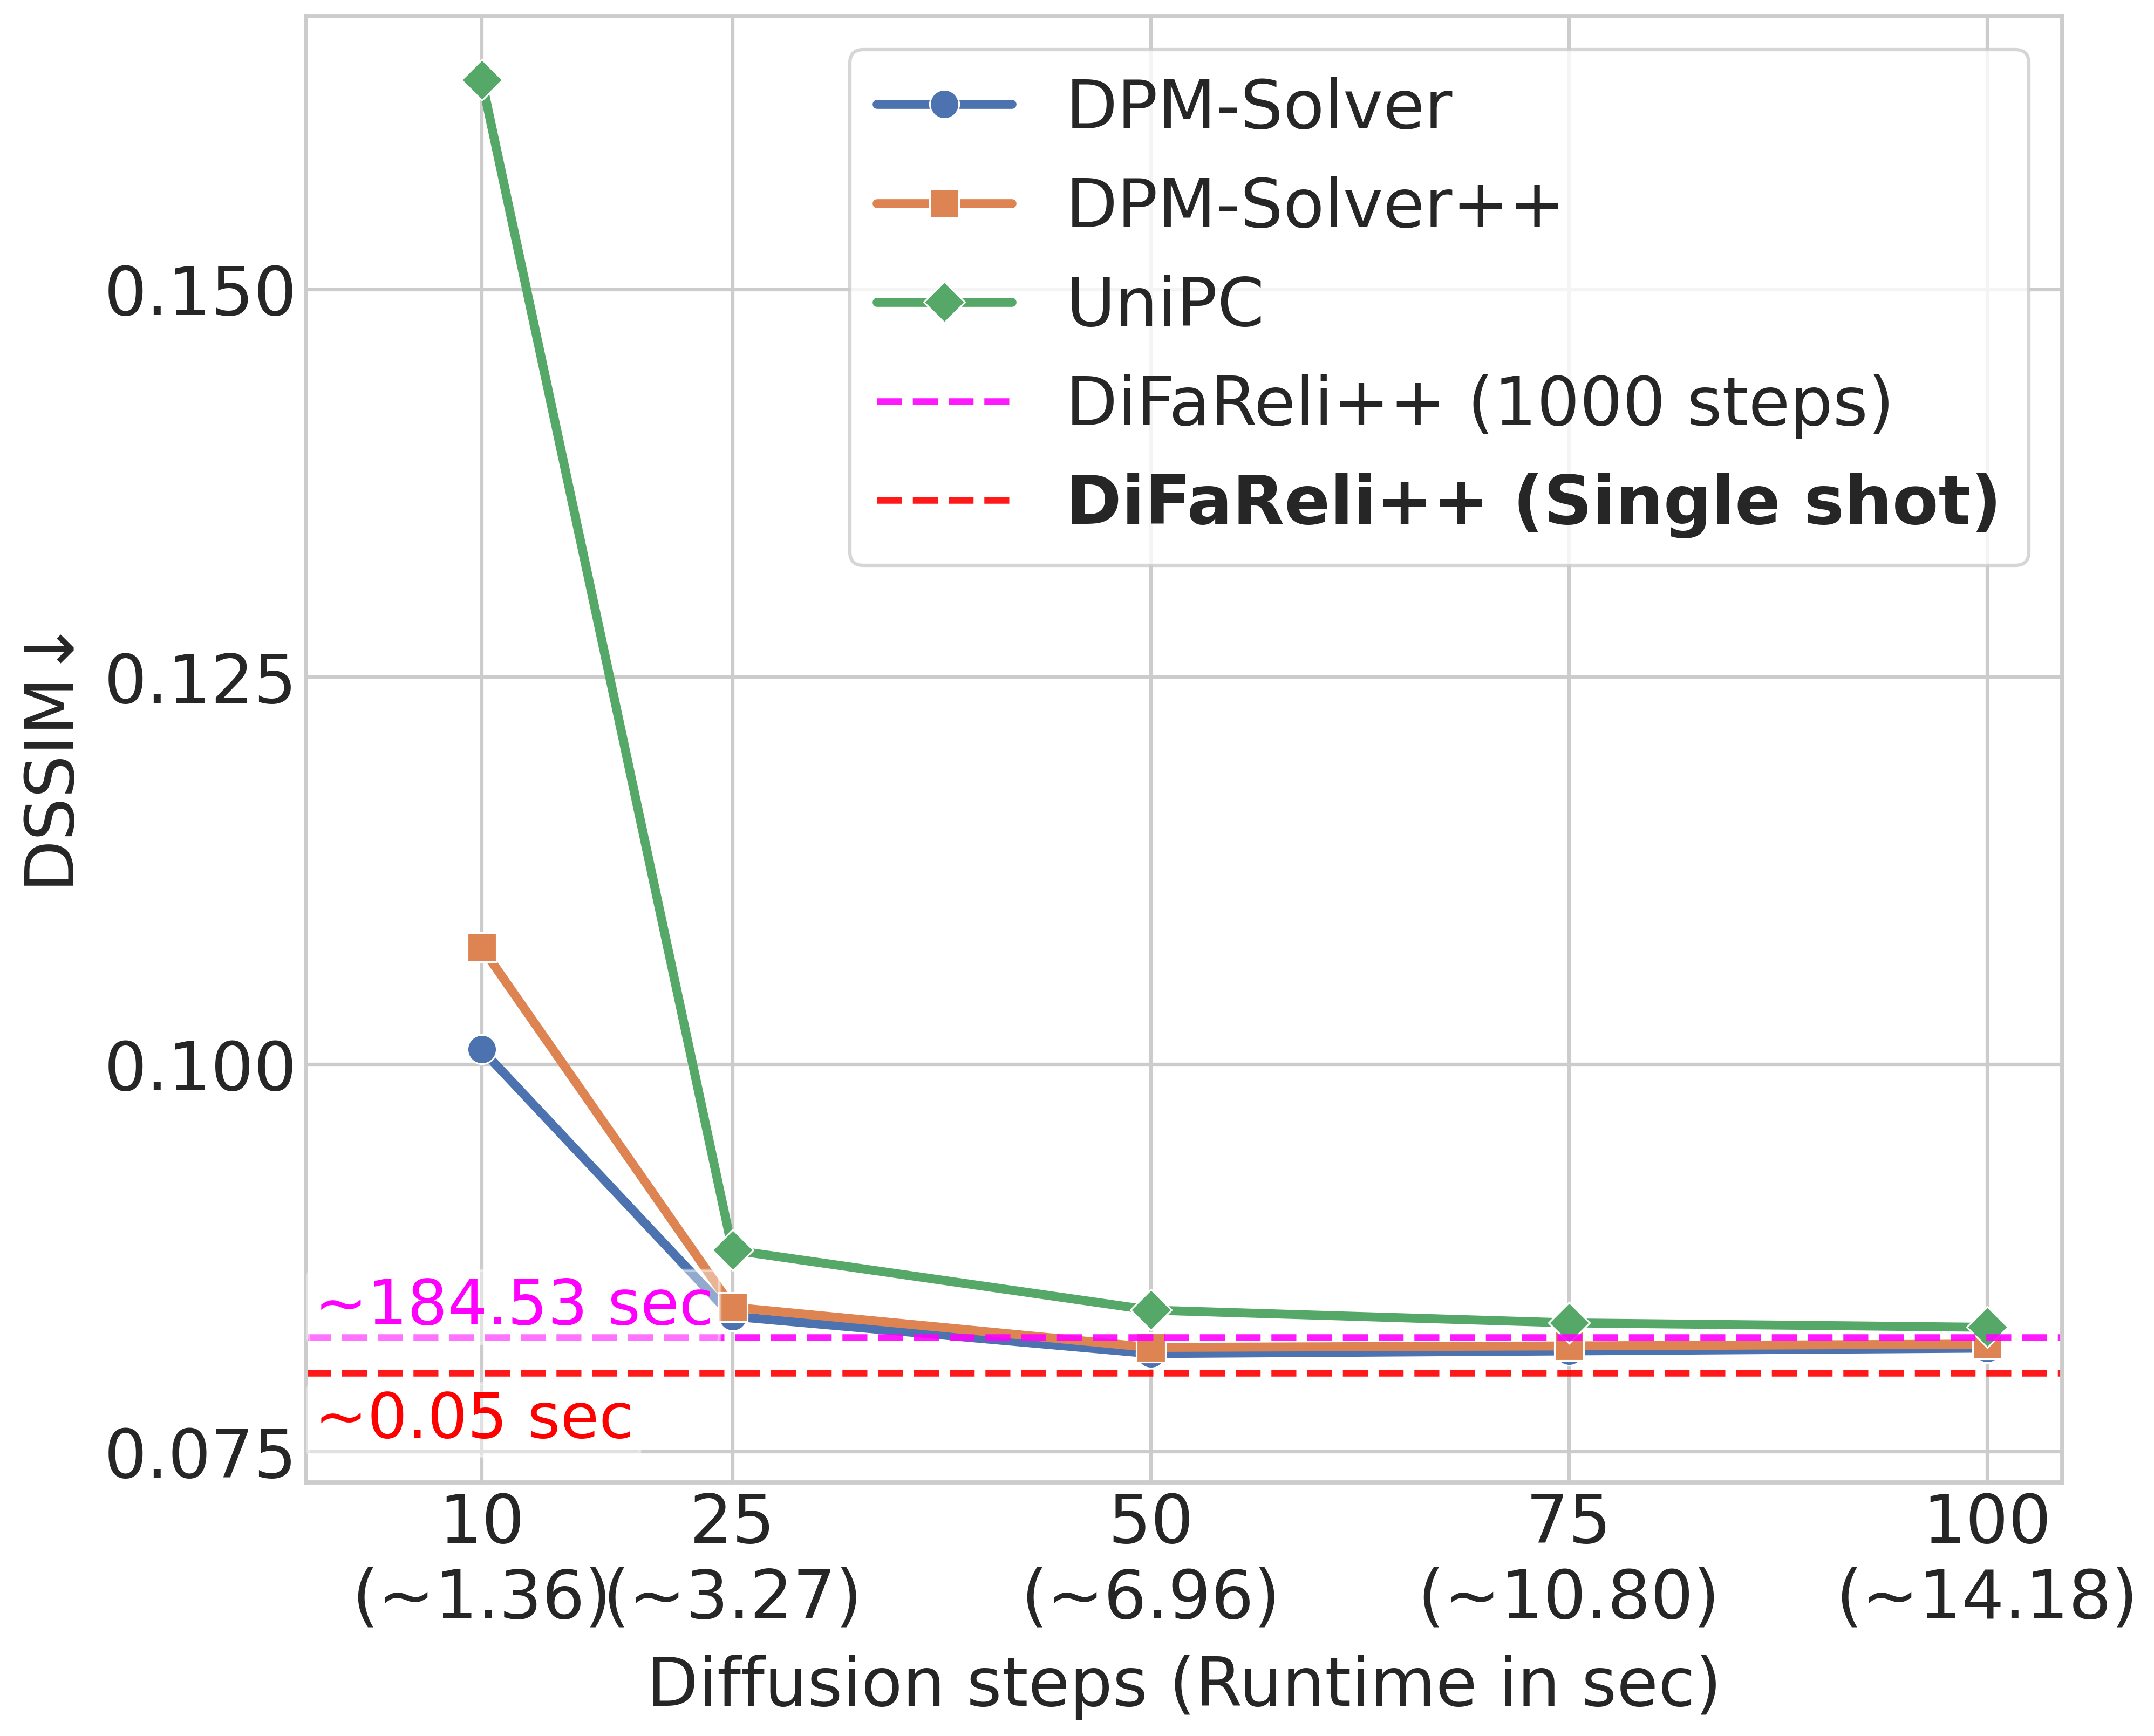 DPM-Solver
DPM-Solver++
UniPC
DiFaReli++ (1000 steps)
DiFaReli++ (Single shot)
DSSIM↓
0.150
0.125
0.100
0.075
~184.53 sec
~0.05 sec
10 25 50 75 100
(~1.36) (~3.27) (~6.96) (~10.80) (~14.18)
Diffusion steps (Runtime in sec)